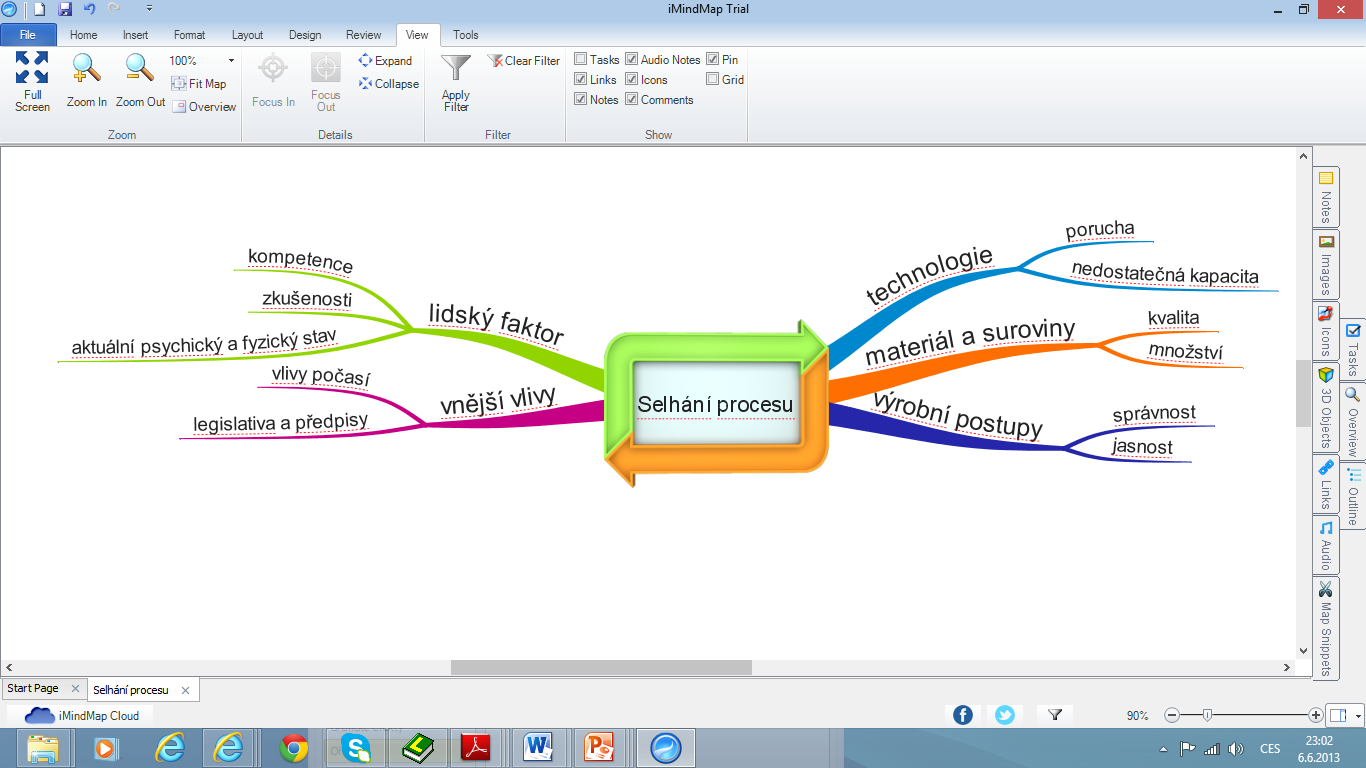 iMindMap Trial
File Home Insert Format Layout Design Review View Tools
Full Screen
Zoom In
Zoom Out
100%
Fit Map
Overview
Zoom
Focus In
Focus Out
Expand
Collapse
Details
Apply Filter
Clear Filter
Filter
Tasks Audio Notes Pin
Links Icons Grid
Notes Comments
Show
kompetence
zkušenosti
aktuální psychický a fyzický stav
lidský faktor
vlivy počasí
legislativa a předpisy
vnější vlivy
Selhání procesu
technologie
porucha
nedostatečná kapacita
materiál a suroviny
kvalita
množství
výrobní postupy
správnost
jasnost
Notes
Images
Icons
3D Objects
Links
Audio
Map Snippets
Tasks
Overview
Outline
Start Page
Selhání procesu
iMindMap Cloud
90%
CES
23:02
6.6.2013